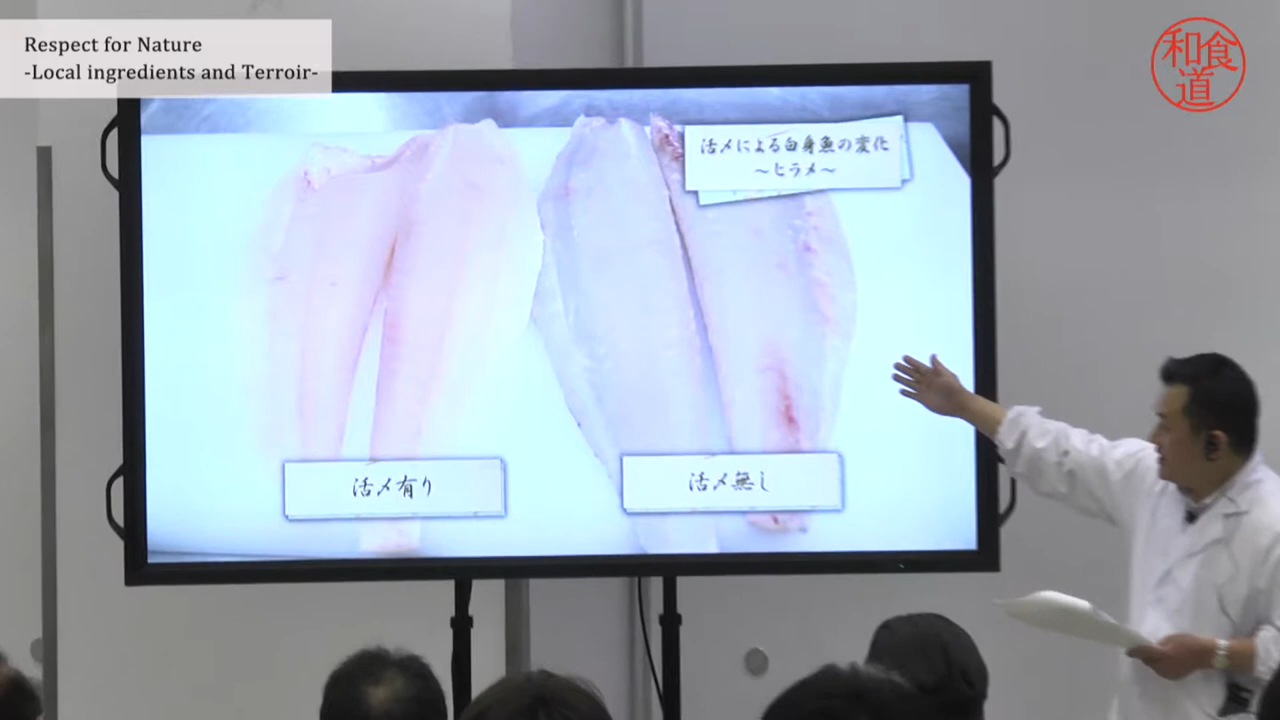 Respect for Nature
-Local ingredients and Terroir-
和食
道
活〆による白身魚の変化
～ヒラメ～
活〆有り
活〆無し